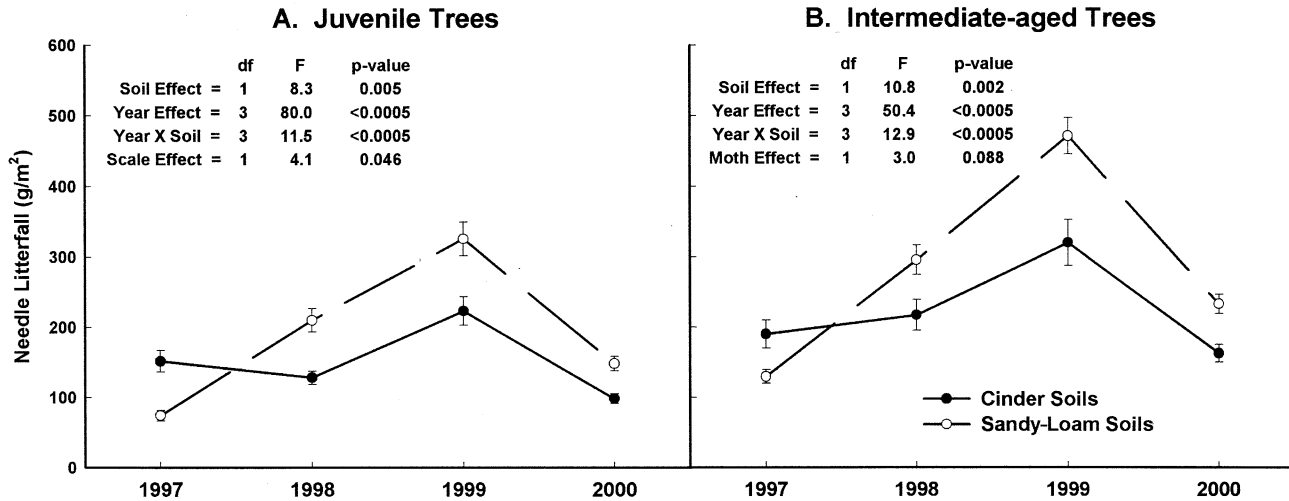 A. Juvenile Trees
B. Intermediate-aged Trees
Needle Litterfall (g/m²)
600
500
400
300
200
100
0
df F p-value
Soil Effect = 1 8.3 0.005
Year Effect = 3 80.0 <0.0005
Year X Soil = 3 11.5 <0.0005
Scale Effect = 1 4.1 0.046
1997 1998 1999 2000
df F p-value
Soil Effect = 1 10.8 0.002
Year Effect = 3 50.4 <0.0005
Year X Soil = 3 12.9 <0.0005
Moth Effect = 1 3.0 0.088
Cinder Soils
Sandy-Loam Soils
1997 1998 1999 2000